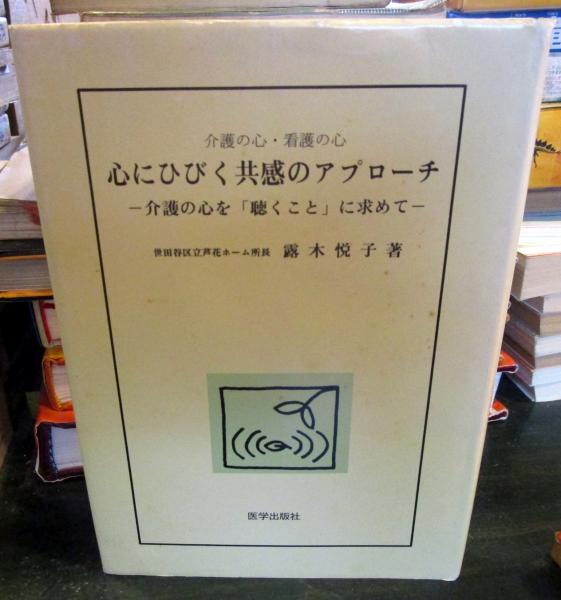 介護の心・看護の心
心にひびく共感のアプローチ
－介護の心を「聴くこと」に求めて－
世田谷区立芦花ホーム所長 露木悦子著
医学出版社